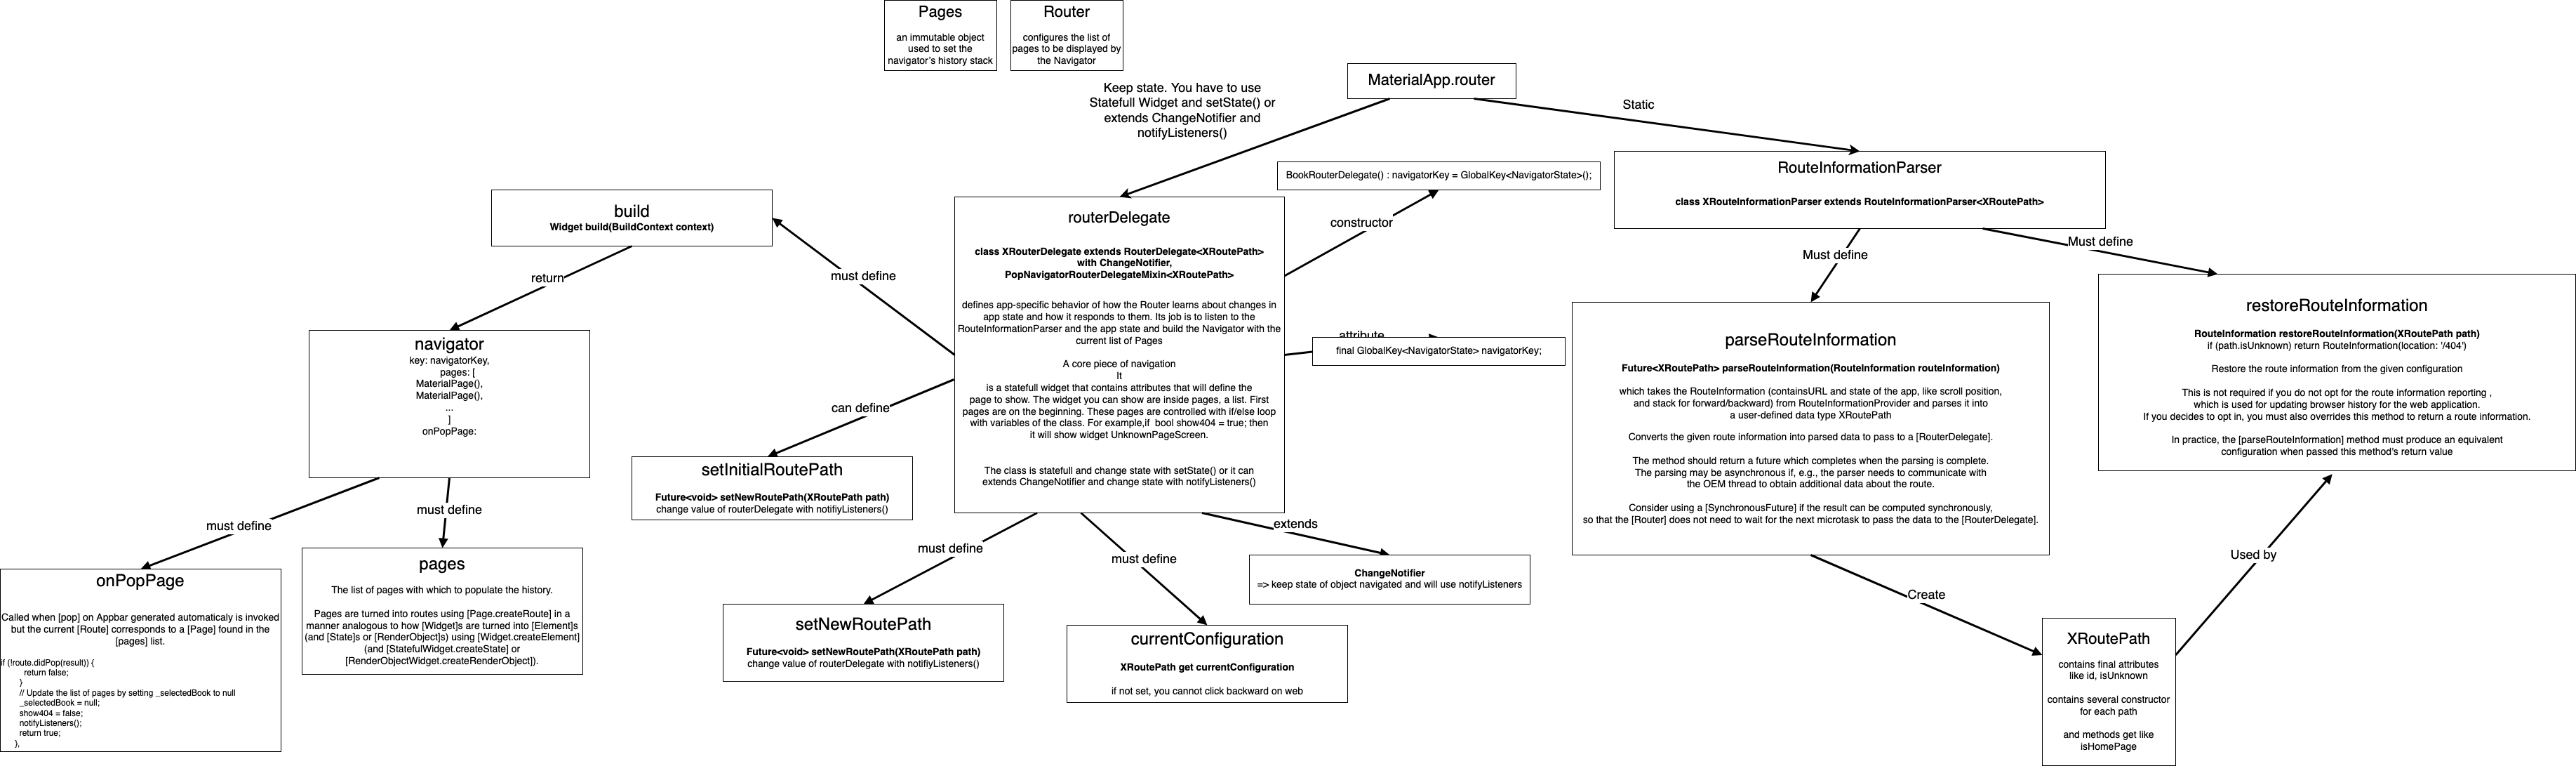 Pages
an immutable object
used to set the
navigator's history stack
Router
configures the list of
pages to be displayed by
the Navigator
MaterialApp.router
Keep state. You have to use
Statefull Widget and setState() or
extends ChangeNotifier and
notifyListeners()
Static
BookRouterDelegate() : navigatorKey = GlobalKey<NavigatorState>();
RouteInformationParser
class XRouteInformationParser extends RouteInformationParser<XRoutePath>
build
Widget build(BuildContext context)
routerDelegate
class XRouterDelegate extends RouterDelegate<XRoutePath>
with ChangeNotifier,
PopNavigatorRouterDelegateMixin<XRoutePath>
defines app-specific behavior of how the Router learns about changes in
app state and how it responds to them. Its job is to listen to the
RouteInformationParser and the app state and build the Navigator with the
current list of Pages
A core piece of navigation
It
is a statefull widget that contains attributes that will define the
page to show. The widget you can show are inside pages, a list. First
pages are on the beginning. These pages are controlled with if/else loop
with variables of the class. For example,if  bool show404 = true; then
it will show widget UnknownPageScreen.
The class is statefull and change state with setState() or it can
extends ChangeNotifier and change state with notifyListeners()
constructor
must define
return
Must define
Must define
attribute
final GlobalKey<NavigatorState> navigatorKey;
navigator
key: navigatorKey,
pages: [
MaterialPage(),
MaterialPage(),
...
]
onPopPage:
parseRouteInformation
Future<XRoutePath> parseRouteInformation(RouteInformation routeInformation)
which takes the RouteInformation (containsURL and state of the app, like scroll position,
and stack for forward/backward) from RouteInformationProvider and parses it into
a user-defined data type XRoutePath
Converts the given route information into parsed data to pass to a [RouterDelegate].
The method should return a future which completes when the parsing is complete.
The parsing may be asynchronous if, e.g., the parser needs to communicate with
the OEM thread to obtain additional data about the route.
Consider using a [SynchronousFuture] if the result can be computed synchronously,
so that the [Router] does not need to wait for the next microtask to pass the data to the [RouterDelegate].
restoreRouteInformation
RouteInformation restoreRouteInformation(XRoutePath path)
if (path.isUnknown) return RouteInformation(location: '/404')
Restore the route information from the given configuration
This is not required if you do not opt for the route information reporting ,
which is used for updating browser history for the web application.
If you decides to opt in, you must also overrides this method to return a route information.
In practice, the [parseRouteInformation] method must produce an equivalent
configuration when passed this method's return value
can define
setInitialRoutePath
Future<void> setNewRoutePath(XRoutePath path)
change value of routerDelegate with notifiyListeners()
must define
must define
onPopPage
Called when [pop] on Appbar generated automaticaly is invoked
but the current [Route] corresponds to a [Page] found in the
[pages] list.
if (!route.didPop(result)) {
return false;
}
// Update the list of pages by setting _selectedBook to null
_selectedBook = null;
show404 = false;
notifyListeners();
return true;
},
pages
The list of pages with which to populate the history.
Pages are turned into routes using [Page.createRoute] in a
manner analogous to how [Widget]s are turned into [Element]s
(and [State]s or [RenderObject]s) using [Widget.createElement]
(and [StatefulWidget.createState] or
[RenderObjectWidget.createRenderObject]).
must define
must define
extends
setNewRoutePath
Future<void> setNewRoutePath(XRoutePath path)
change value of routerDelegate with notifiyListeners()
currentConfiguration
XRoutePath get currentConfiguration
if not set, you cannot click backward on web
ChangeNotifier
=> keep state of object navigated and will use notifyListeners
Create
Used by
XRoutePath
contains final attributes
like id, isUnknown
contains several constructor
for each path
and methods get like
isHomePage